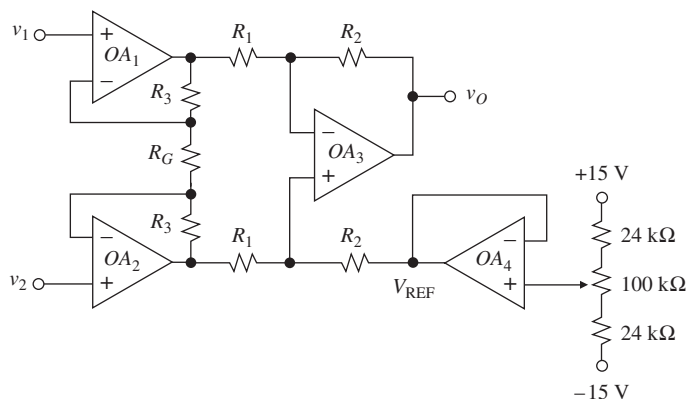 v1
+
OA1
−
R1
R2
R3
vO
RG
−
OA3
+
+15 V
R3
−
OA2
+
R1
R2
−
OA4
+
24 kΩ
100 kΩ
24 kΩ
v2
VREF
−15 V